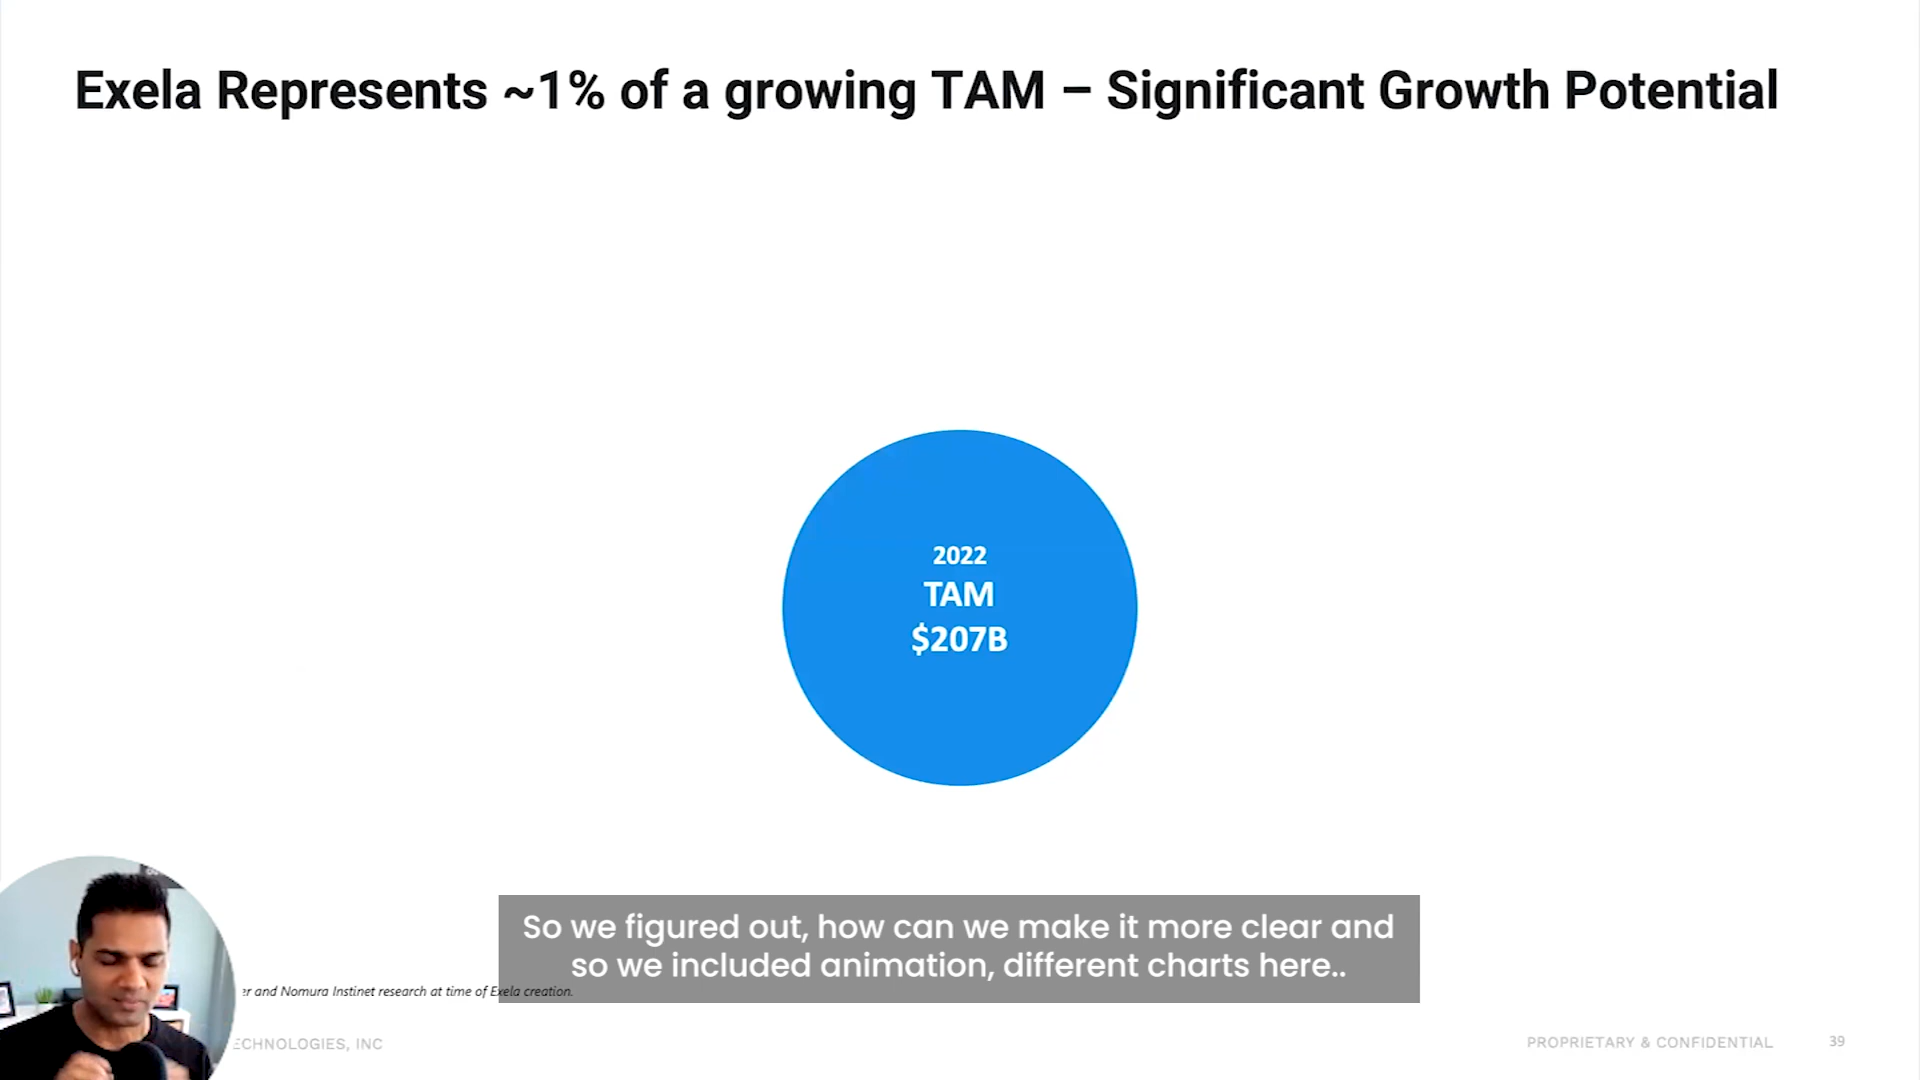 Exela Represents ~1% of a growing TAM – Significant Growth Potential
2022
TAM
$207B
So we figured out, how can we make it more clear and
so we included animation, different charts here..
and Nomura Instinet research at time of Exela creation.
INC
PROPRIETARY & CONFIDENTIAL
39